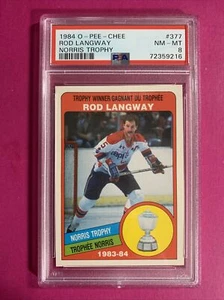 1984 O-PEE-CHEE #377
ROD LANGWAY NM-MT
NORRIS TROPHY 8
PSA 72359216
TROPHY WINNER/GAGNANT DU TROPHÉE
ROD LANGWAY
5
NORRIS TROPHY
TROPHÉE NORRIS
1983-84